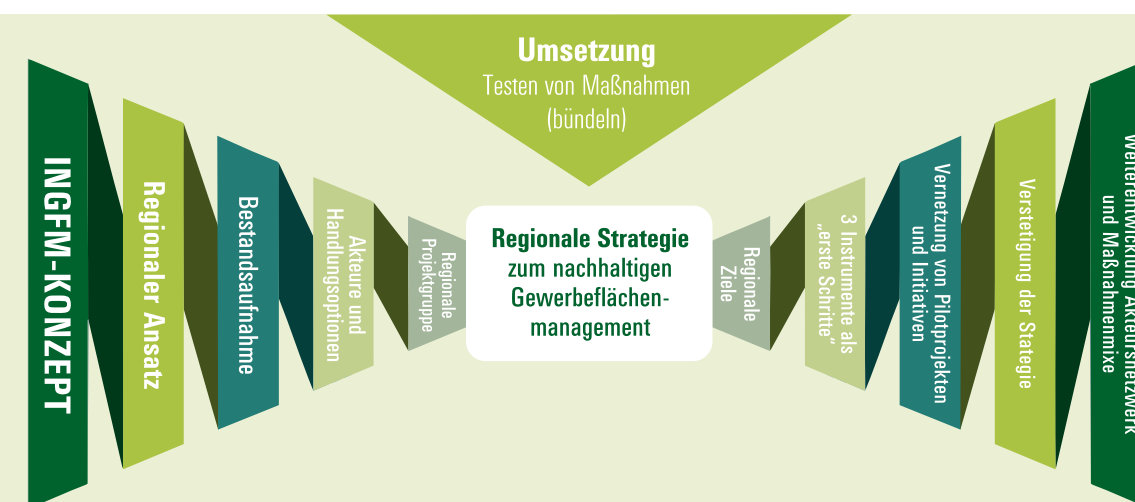 Umsetzung
Testen von Maßnahmen
(bündeln)
INGFM-KONZEPT
Regionaler Ansatz
Bestandsaufnahme
Akteure und
Handlungsoptionen
Regionale
Projektgruppe
Regionale Strategie
zum nachhaltigen
Gewerbeflächen-
management
Regionale
Ziele
3 Instrumente als
„erste Schritte“
Vernetzung von Pilotprojekten
und Initiativen
Verstetigung der Stategie
Weiterentwicklung Akteursnetzwerk
und Maßnahmenmixe